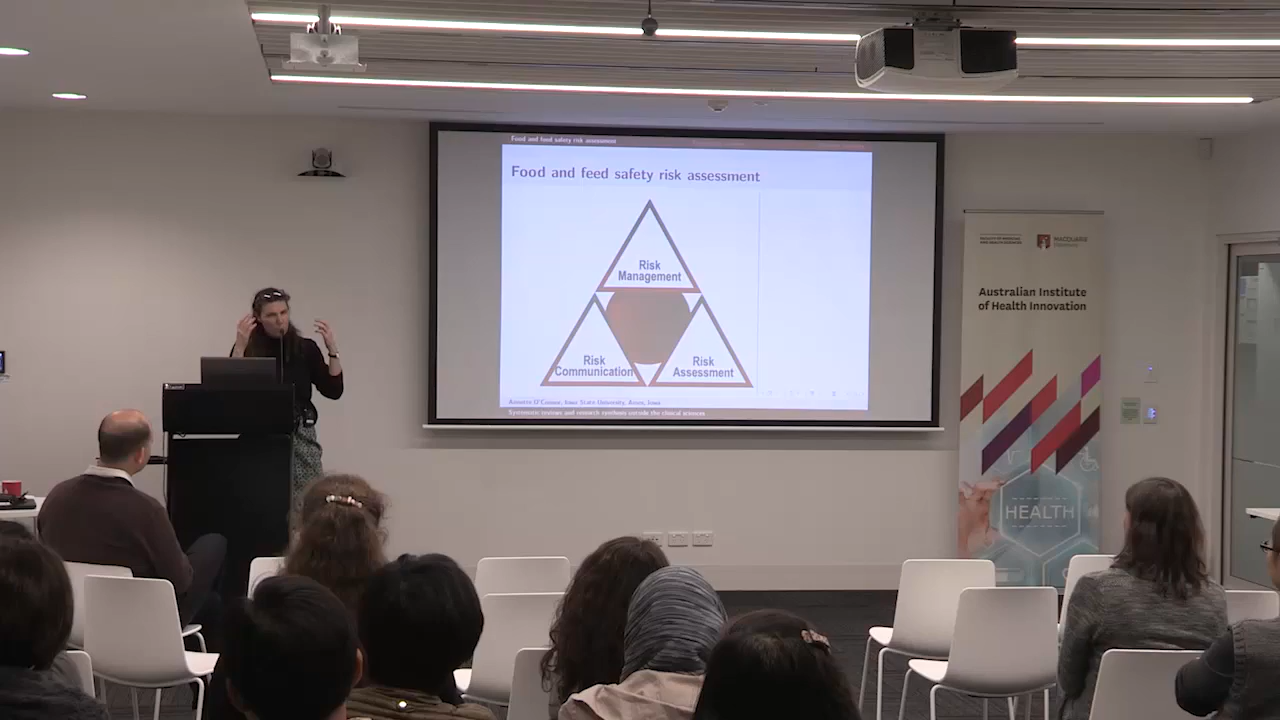 Food and feed safety risk assessment
Food and feed safety risk assessment
Risk
Management
Risk
Communication
Risk
Assessment
Annette O'Connor, Iowa State University, Ames, Iowa
Systematic reviews and research synthesis outside the clinical sciences
MACQUARIE
University
Australian Institute
of Health Innovation
HEALTH